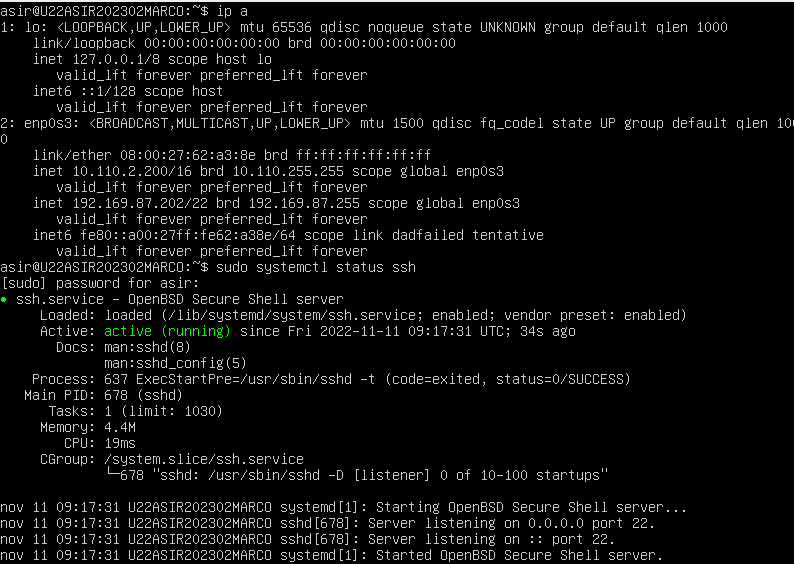 asir@U22ASIR202302MARCO:~$ ip a
1: lo: <LOOPBACK,UP,LOWER_UP> mtu 65536 qdisc noqueue state UNKNOWN group default qlen 1000
    link/loopback 00:00:00:00:00:00 brd 00:00:00:00:00:00
    inet 127.0.0.1/8 scope host lo
       valid_lft forever preferred_lft forever
    inet6 ::1/128 scope host
       valid_lft forever preferred_lft forever
2: enp0s3: <BROADCAST,MULTICAST,UP,LOWER_UP> mtu 1500 qdisc fq_codel state UP group default qlen 100
0
    link/ether 08:00:27:62:a3:8e brd ff:ff:ff:ff:ff:ff
    inet 10.110.2.200/16 brd 10.110.255.255 scope global enp0s3
       valid_lft forever preferred_lft forever
    inet 192.169.87.202/22 brd 192.169.87.255 scope global enp0s3
       valid_lft forever preferred_lft forever
    inet6 fe80::a00:27ff:fe62:a38e/64 scope link dadfailed tentative
       valid_lft forever preferred_lft forever
asir@U22ASIR202302MARCO:~$ sudo systemctl status ssh
[sudo] password for asir:
● ssh.service - OpenBSD Secure Shell server
     Loaded: loaded (/lib/systemd/system/ssh.service; enabled; vendor preset: enabled)
     Active: active (running) since Fri 2022-11-11 09:17:31 UTC; 34s ago
       Docs: man:sshd(8)
             man:sshd_config(5)
    Process: 637 ExecStartPre=/usr/sbin/sshd -t (code=exited, status=0/SUCCESS)
   Main PID: 678 (sshd)
      Tasks: 1 (limit: 1030)
     Memory: 4.4M
        CPU: 19ms
     CGroup: /system.slice/ssh.service
             └─678 "sshd: /usr/sbin/sshd -D [listener] 0 of 10-100 startups"

nov 11 09:17:31 U22ASIR202302MARCO systemd[1]: Starting OpenBSD Secure Shell server...
nov 11 09:17:31 U22ASIR202302MARCO sshd[678]: Server listening on 0.0.0.0 port 22.
nov 11 09:17:31 U22ASIR202302MARCO sshd[678]: Server listening on :: port 22.
nov 11 09:17:31 U22ASIR202302MARCO systemd[1]: Started OpenBSD Secure Shell server.